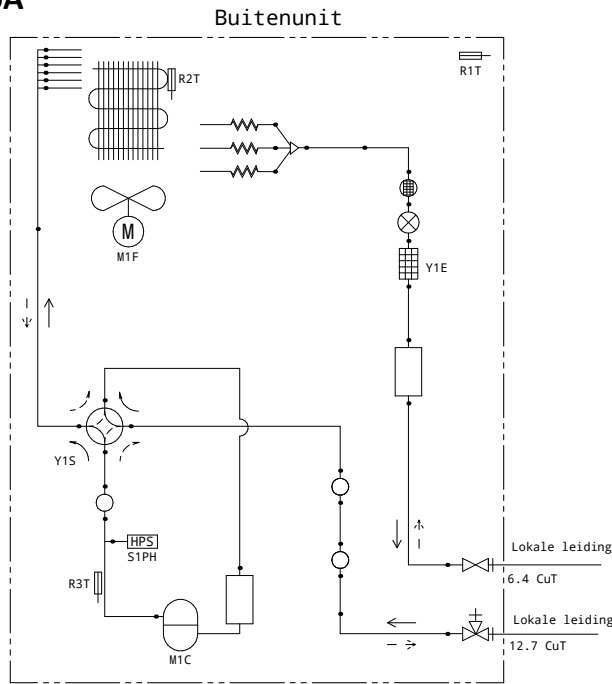 Buitenunit
R1T
R2T
M
M1F
Y1E
Y1S
HPS
S1PH
R3T
M1C
Lokale leiding
6.4 CuT
Lokale leiding
12.7 CuT